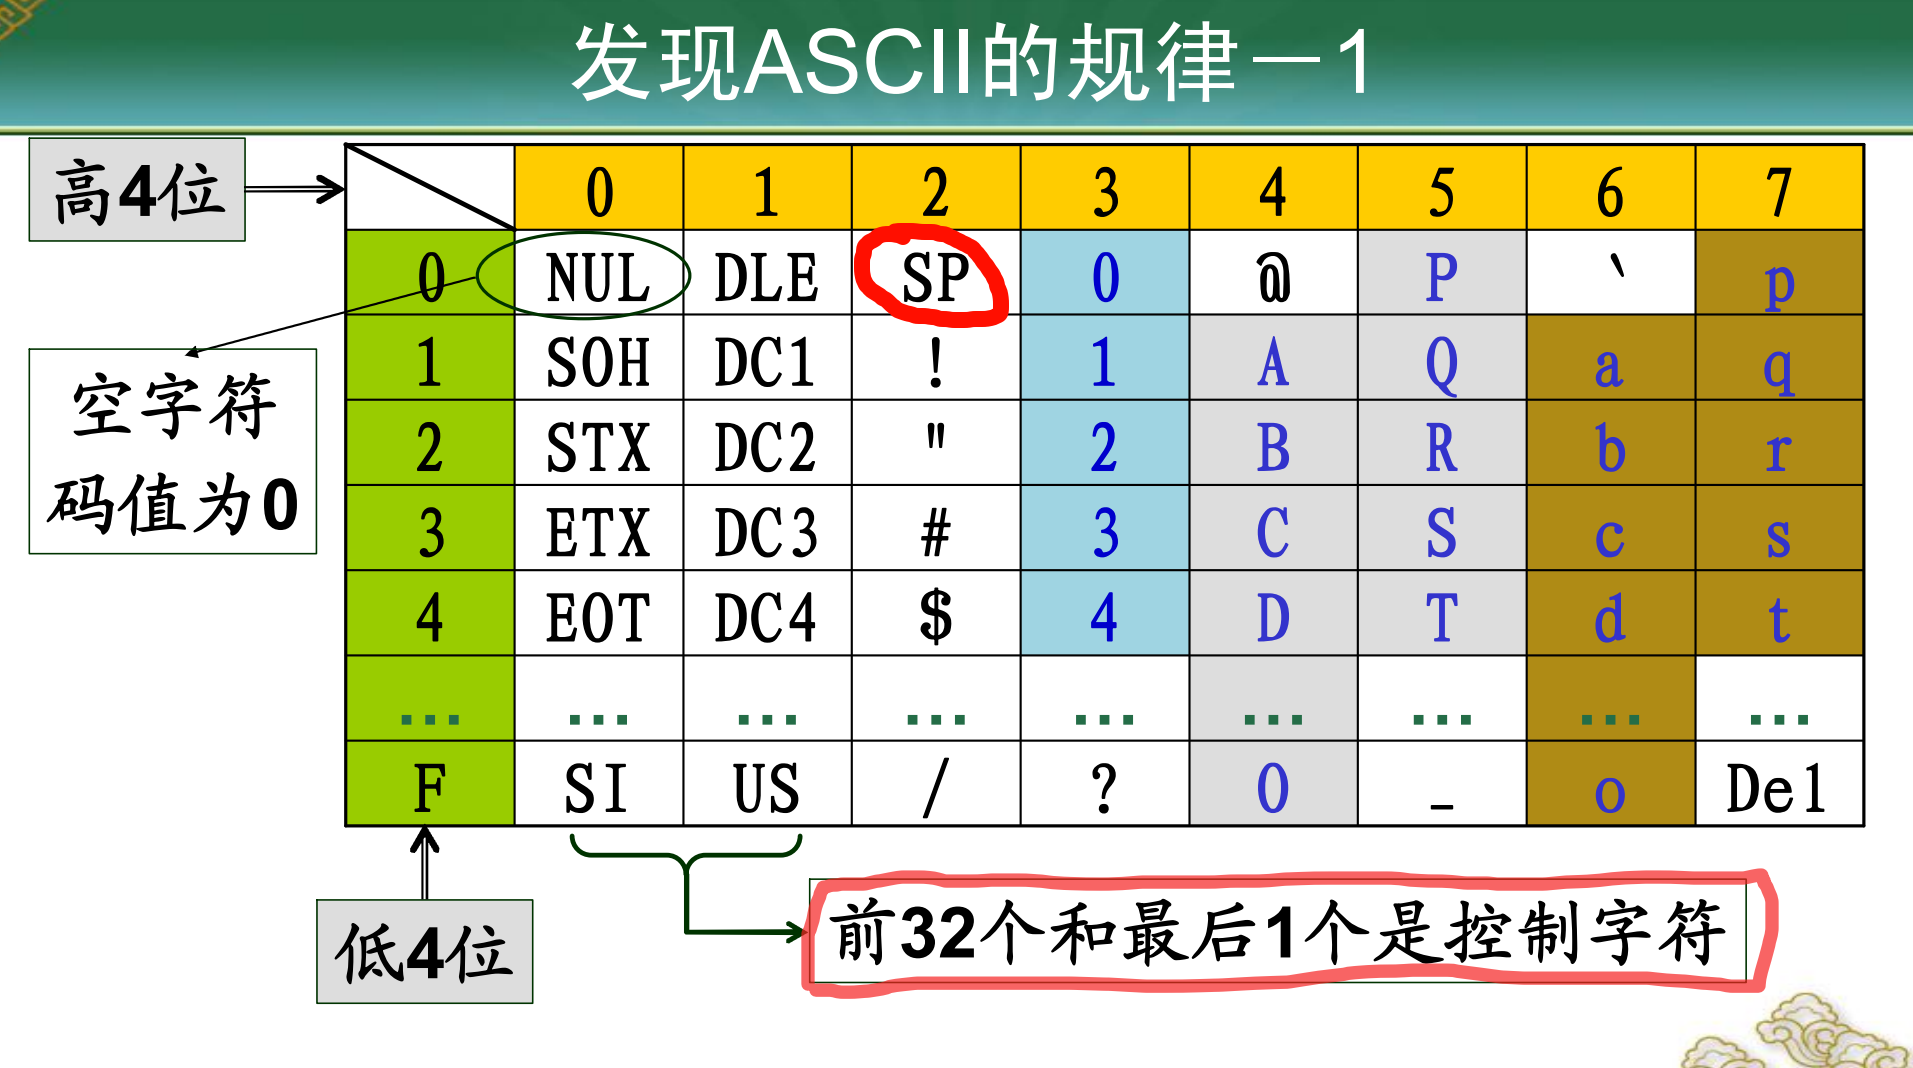 发现ASCII的规律－1
高4位
0 1 2 3 4 5 6 7
0 NUL DLE SP 0 @ P ` p
1 SOH DC1 ! 1 A Q a q
2 STX DC2 " 2 B R b r
3 ETX DC3 # 3 C S c s
4 EOT DC4 $ 4 D T d t
… … … … … … … … …
F SI US / ? O _ o Del
空字符
码值为0
低4位
前32个和最后1个是控制字符